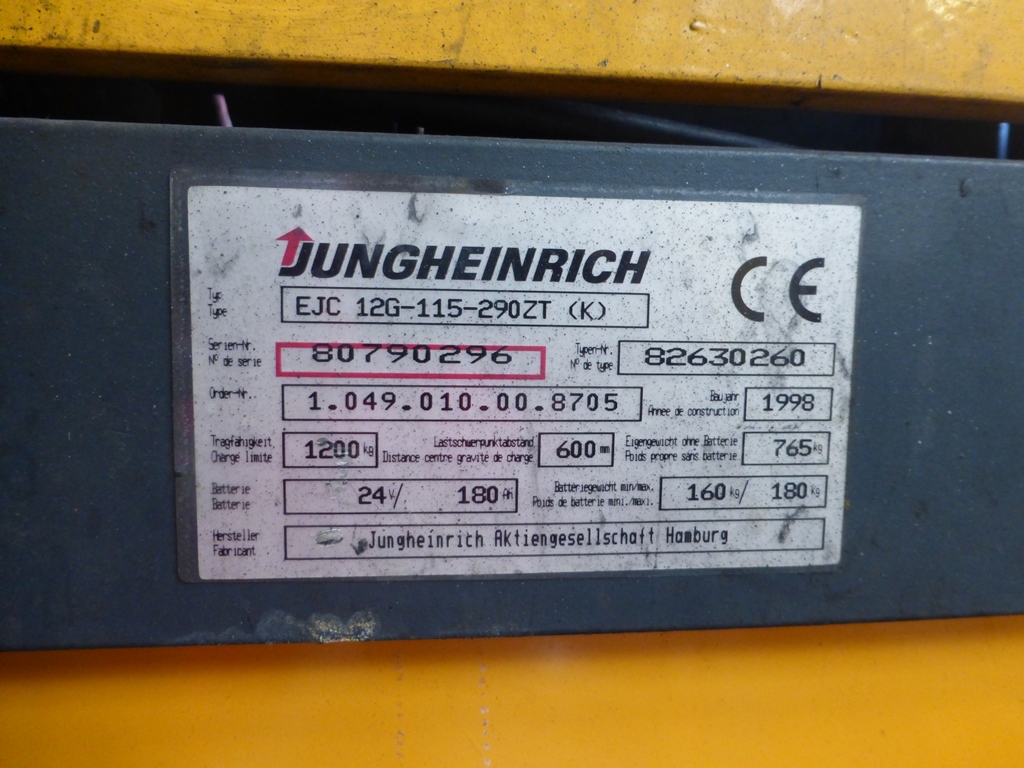 JUNGHEINRICH
CE
Typ
Type
EJC 12G-115-290ZT (K)
Serien-Nr.
N° de série
80790296
Typen-Nr.
N° de type
82630260
Order-Nr.
1.049.010.00.8705
Baujahr
Année de construction
1998
Tragfähigkeit
Charge limite
1200 kg
Lastschwerpunktabstand
Distance centre gravité de charge
600 mm
Eigengewicht ohne Batterie
Poids propre sans batterie
765 kg
Batterie
Batterie
24 V/ 180 Ah
Batteriegewicht min/max.
Poids de batterie mini./maxi.
160 kg/ 180 kg
Hersteller
Fabricant
Jungheinrich Aktiengesellschaft Hamburg